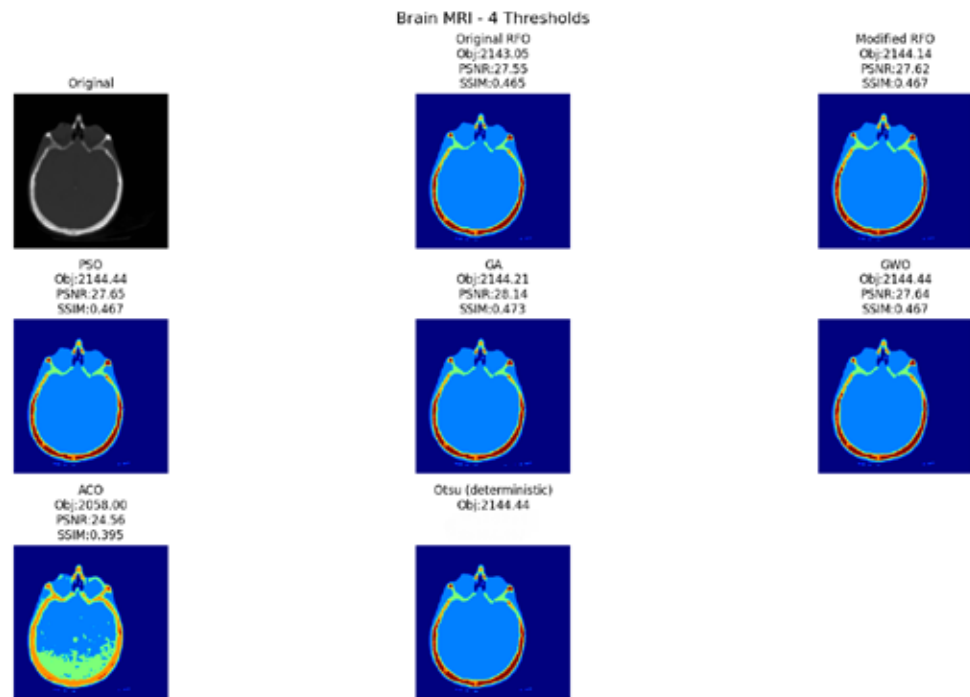 Brain MRI - 4 Thresholds
Original
Original RFO
Obj:2143.05
PSNR:27.55
SSIM:0.465
Modified RFO
Obj:2144.14
PSNR:27.62
SSIM:0.467
PSO
Obj:2144.44
PSNR:27.65
SSIM:0.467
GA
Obj:2144.21
PSNR:28.14
SSIM:0.473
GWO
Obj:2144.44
PSNR:27.64
SSIM:0.467
ACO
Obj:2058.00
PSNR:24.56
SSIM:0.395
Otsu (deterministic)
Obj:2144.44